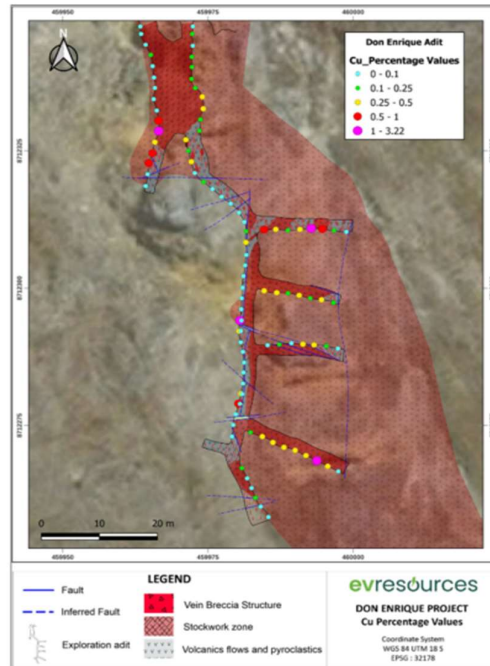 459950
459975
460000
Don Enrique Adit
Cu_Percentage Values
0 - 0.1
0.1 - 0.25
0.25 - 0.5
0.5 - 1
1 - 3.22
N
8712325
8712300
8712275
0 10 20 m
459950
459975
460000
LEGEND
Fault
Inferred Fault
Exploration adit
Vein Breccia Structure
Stockwork zone
Volcanics flows and pyroclastics
evresources
DON ENRIQUE PROJECT
Cu Percentage Values
Coordinate System
WGS 84 UTM 18 S
EPSG : 32178